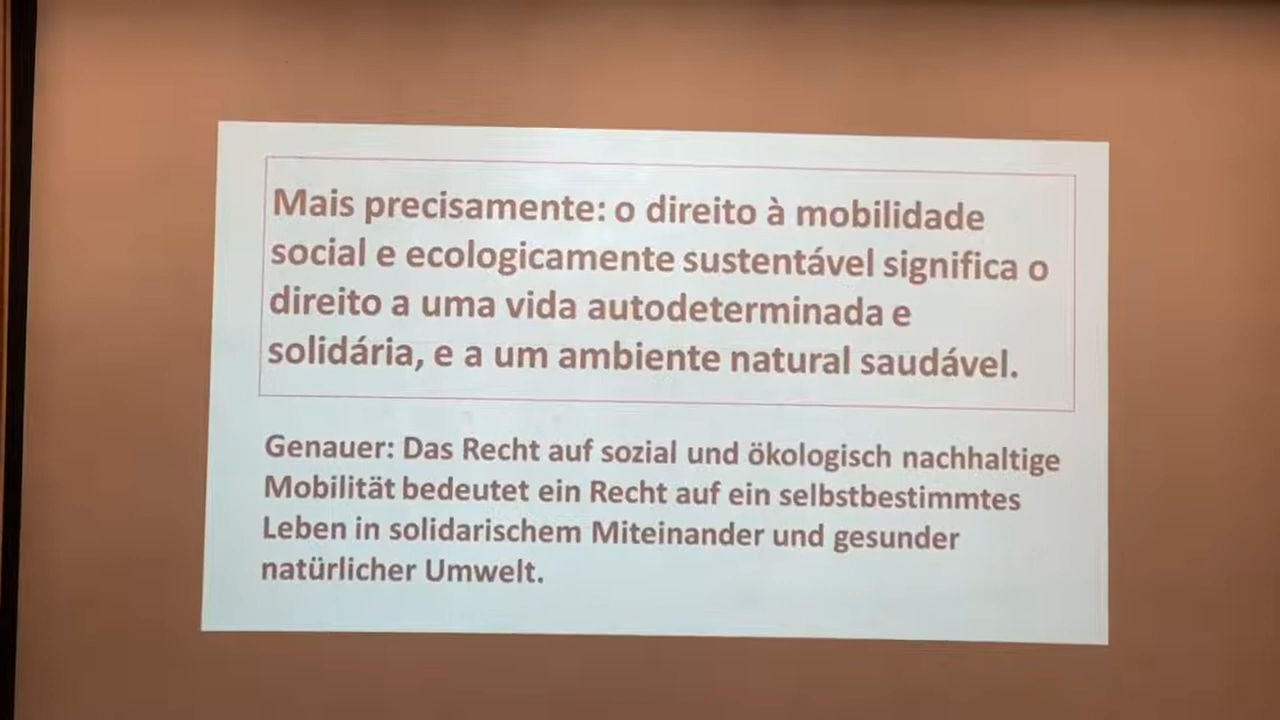 Mais precisamente: o direito à mobilidade
social e ecologicamente sustentável significa o
direito a uma vida autodeterminada e
solidária, e a um ambiente natural saudável.
Genauer: Das Recht auf sozial und ökologisch nachhaltige
Mobilität bedeutet ein Recht auf ein selbstbestimmtes
Leben in solidarischem Miteinander und gesunder
natürlicher Umwelt.